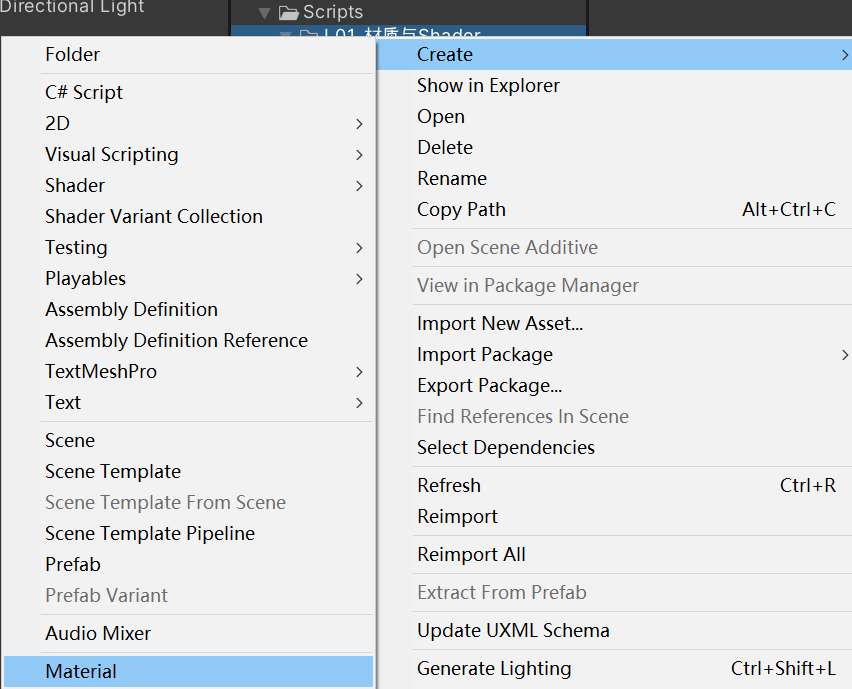 Directional Light
Scripts
L01_材质与Shader
Folder
C# Script
2D
Visual Scripting
Shader
Shader Variant Collection
Testing
Playables
Assembly Definition
Assembly Definition Reference
TextMeshPro
Text
Scene
Scene Template
Scene Template From Scene
Scene Template Pipeline
Prefab
Prefab Variant
Audio Mixer
Material
Create
Show in Explorer
Open
Delete
Rename
Copy Path Alt+Ctrl+C
Open Scene Additive
View in Package Manager
Import New Asset...
Import Package
Export Package...
Find References In Scene
Select Dependencies
Refresh Ctrl+R
Reimport
Reimport All
Extract From Prefab
Update UXML Schema
Generate Lighting Ctrl+Shift+L